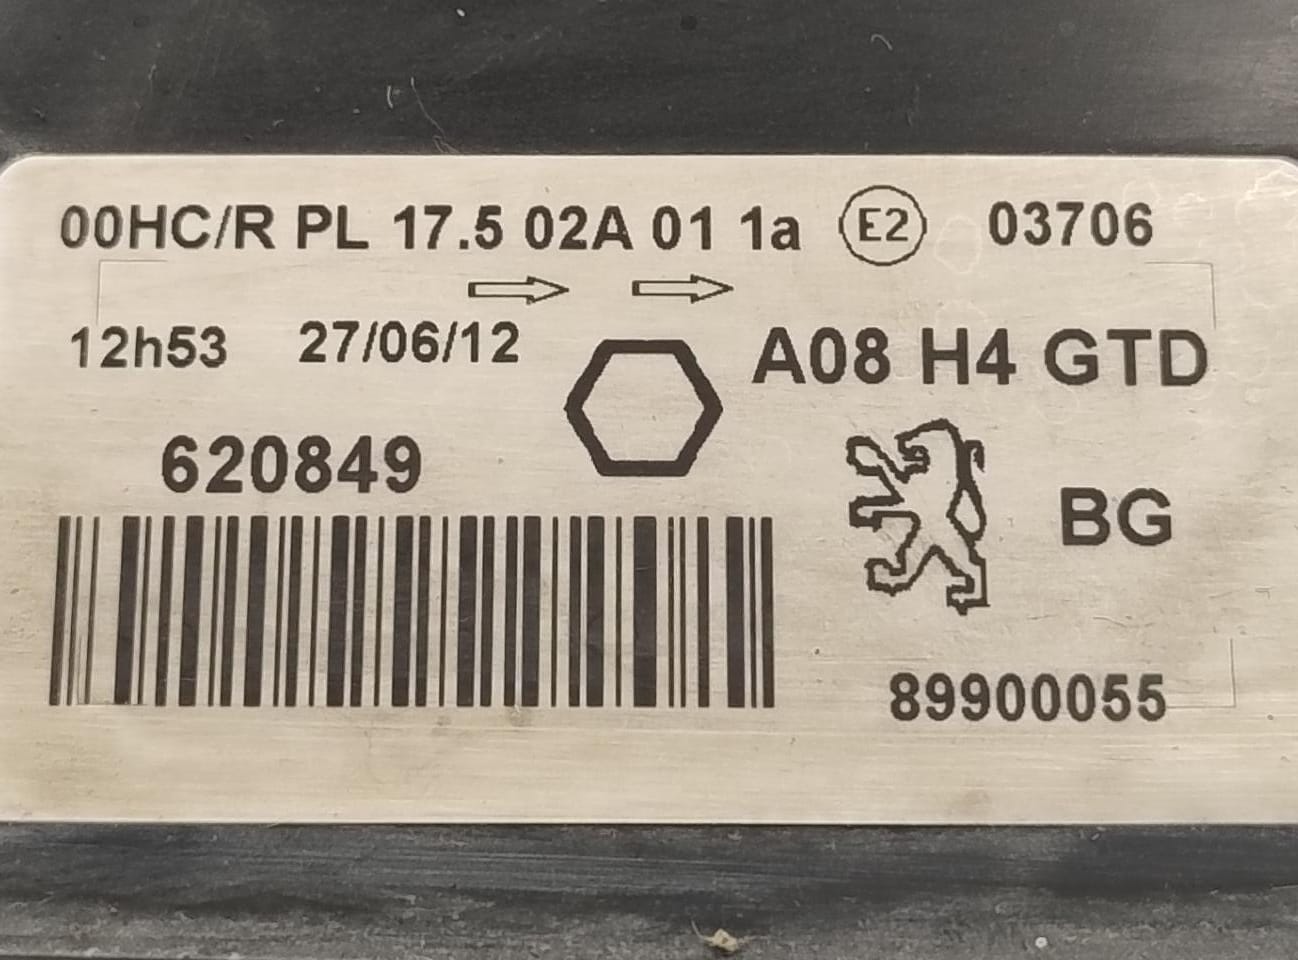 00HC/R PL 17.5 02A 01 1a E2 03706
12h53 27/06/12 A08 H4 GTD
620849
BG
89900055